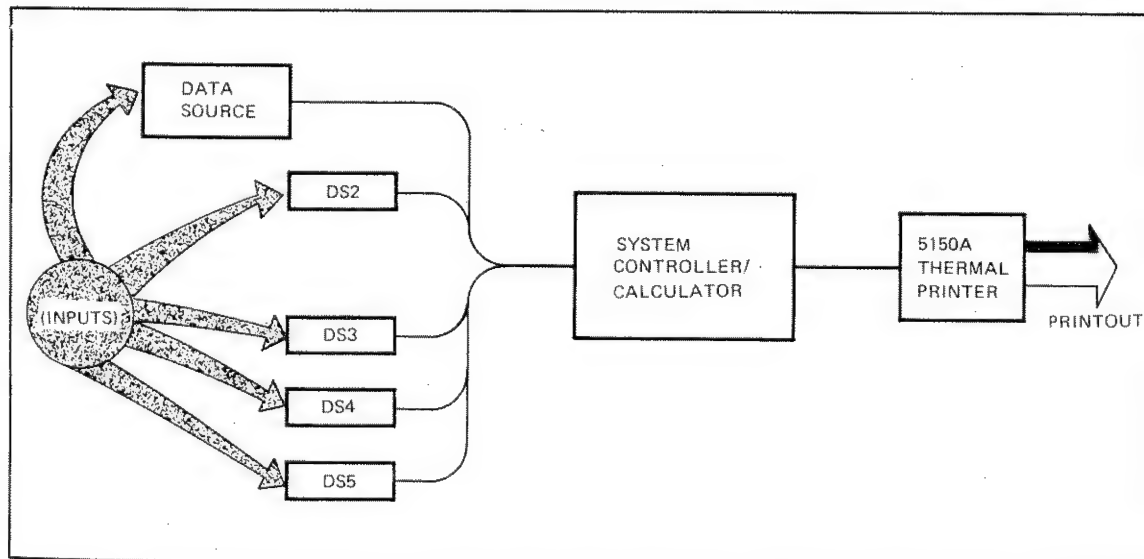 DATA
SOURCE
DS2
(INPUTS)
DS3
DS4
DS5
SYSTEM
CONTROLLER/
CALCULATOR
5150A
THERMAL
PRINTER
PRINTOUT